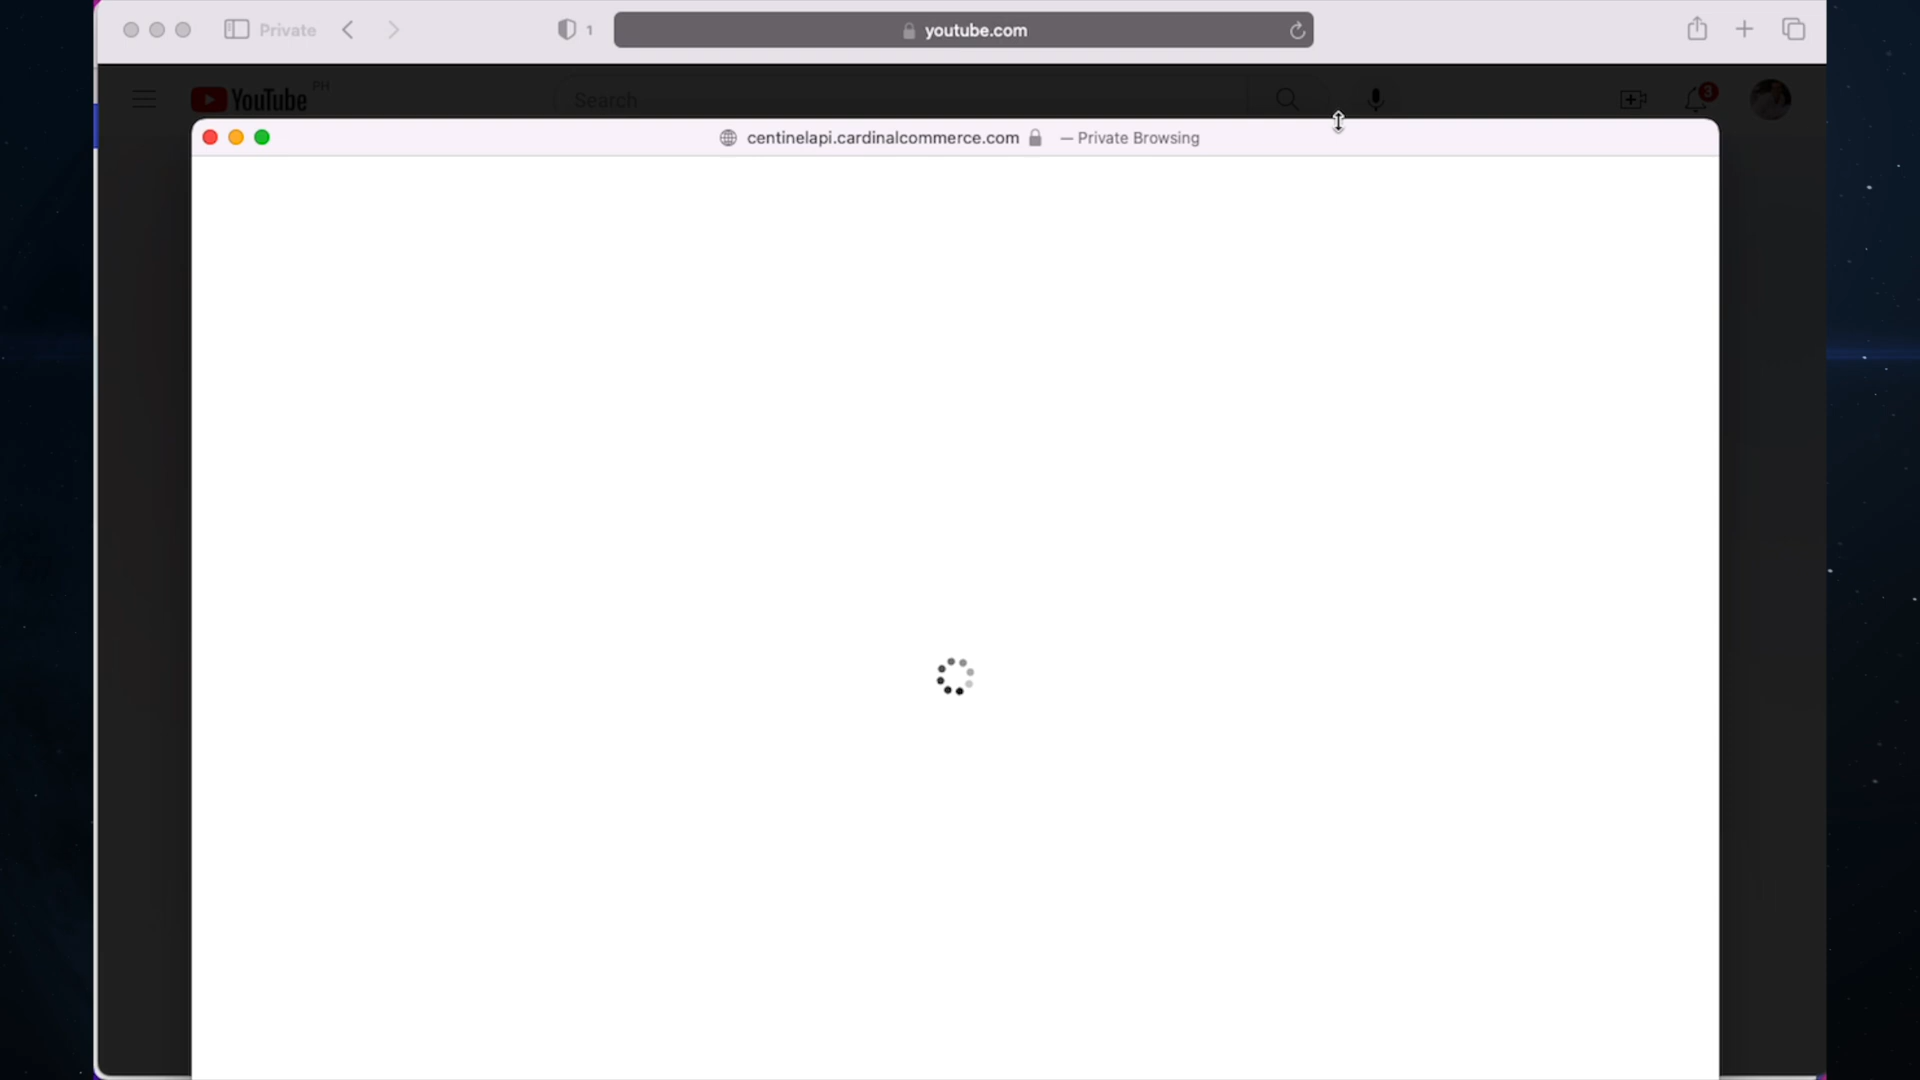 Private
1
youtube.com
YouTube PH
Search
3
centinelapi.cardinalcommerce.com — Private Browsing